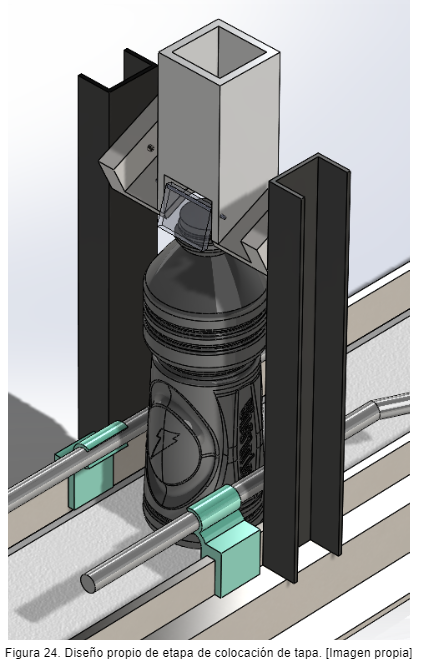 Figura 24. Diseño propio de etapa de colocación de tapa. [Imagen propia]